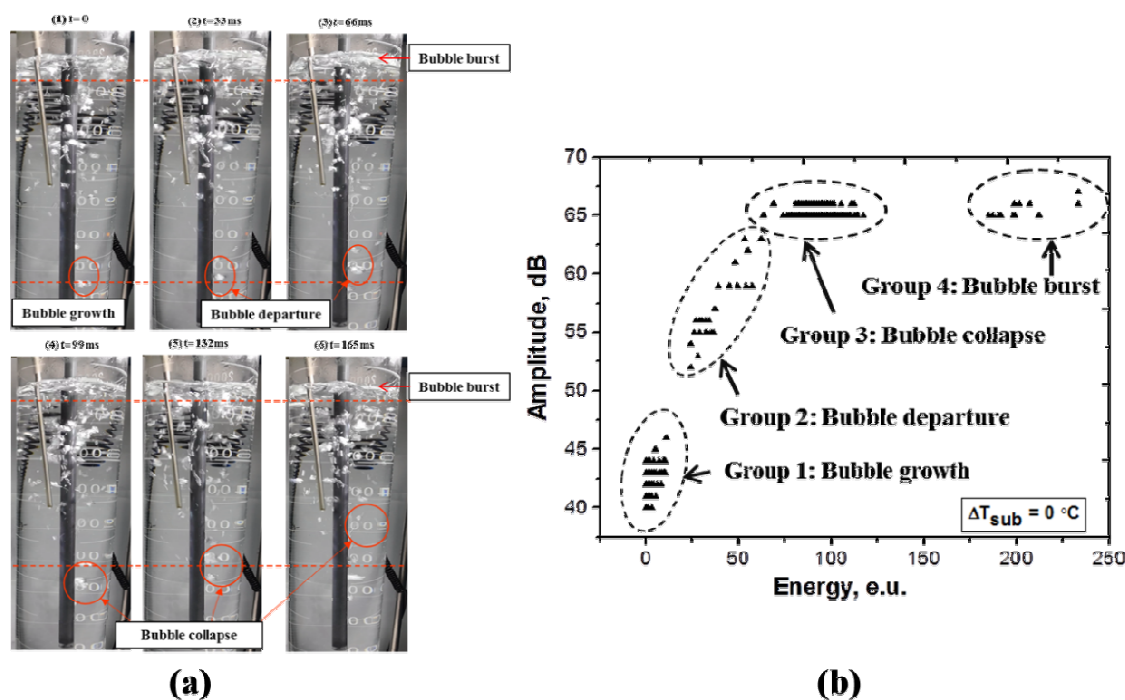 (1) t= 0
(2) t=33ms
(3) t=66ms
Bubble burst
Bubble growth
Bubble departure
(4) t=99ms
(5) t=132ms
(6) t=165ms
Bubble burst
Bubble collapse
(a)
70
65
60
55
50
45
40
Amplitude, dB
Group 4: Bubble burst
Group 3: Bubble collapse
Group 2: Bubble departure
Group 1: Bubble growth
ΔTsub = 0 °C
0
50
100
150
200
250
Energy, e.u.
(b)